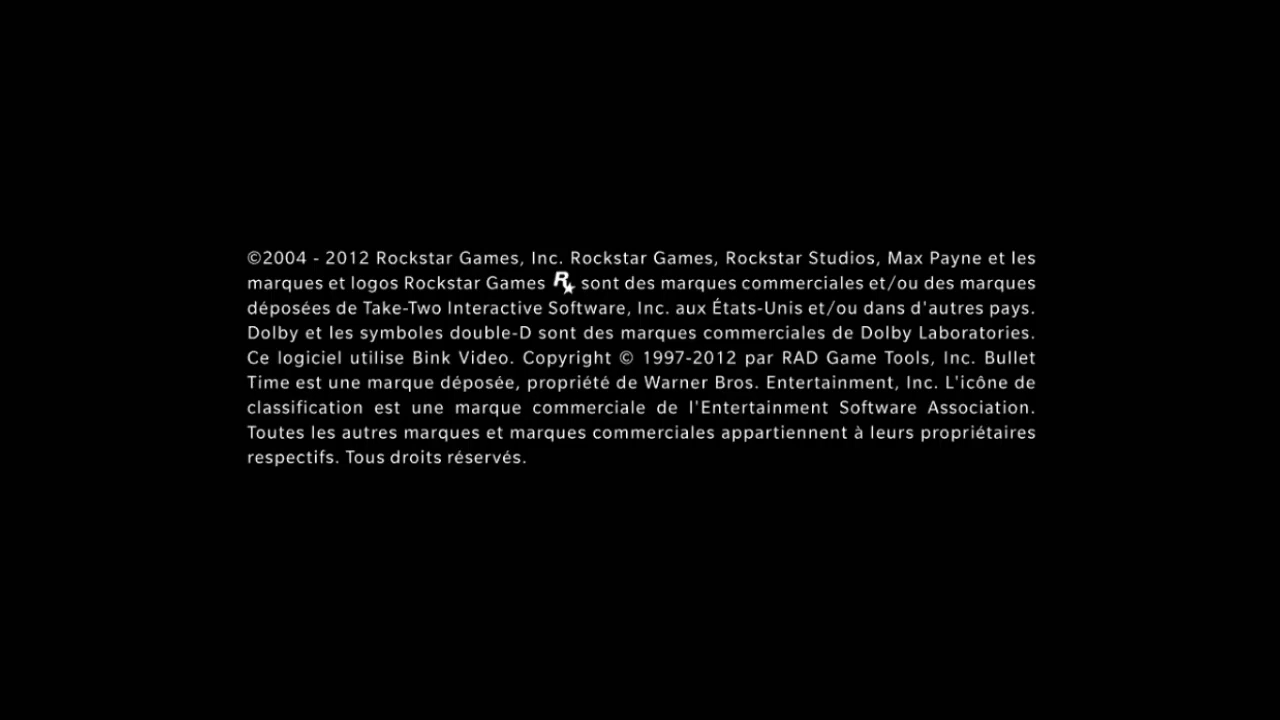 ©2004 - 2012 Rockstar Games, Inc. Rockstar Games, Rockstar Studios, Max Payne et les
marques et logos Rockstar Games R sont des marques commerciales et/ou des marques
déposées de Take-Two Interactive Software, Inc. aux États-Unis et/ou dans d'autres pays.
Dolby et les symboles double-D sont des marques commerciales de Dolby Laboratories.
Ce logiciel utilise Bink Video. Copyright © 1997-2012 par RAD Game Tools, Inc. Bullet
Time est une marque déposée, propriété de Warner Bros. Entertainment, Inc. L'icône de
classification est une marque commerciale de l'Entertainment Software Association.
Toutes les autres marques et marques commerciales appartiennent à leurs propriétaires
respectifs. Tous droits réservés.